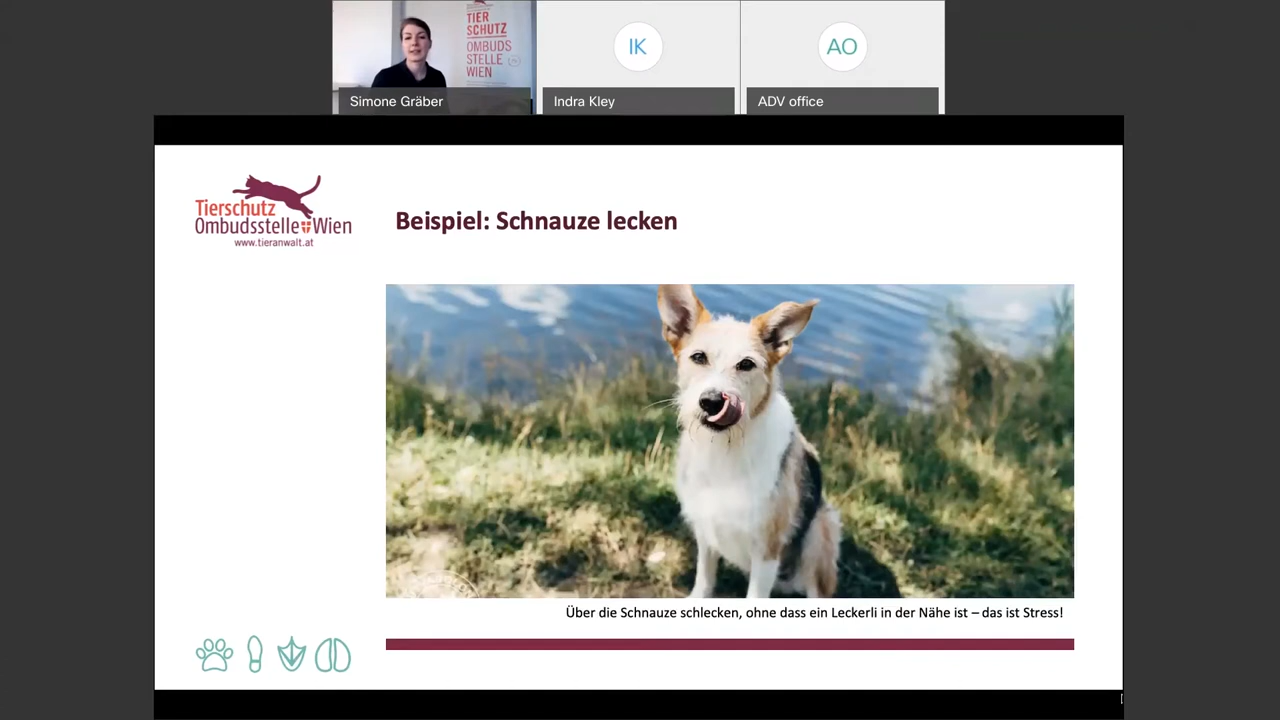 TIER
SCHUTZ
OMBUDS
STELLE
WIEN
Simone Gräber
IK
Indra Kley
AO
ADV office
Tierschutz
Ombudsstelle Wien
www.tieranwalt.at
Beispiel: Schnauze lecken
Über die Schnauze schlecken, ohne dass ein Leckerli in der Nähe ist – das ist Stress!